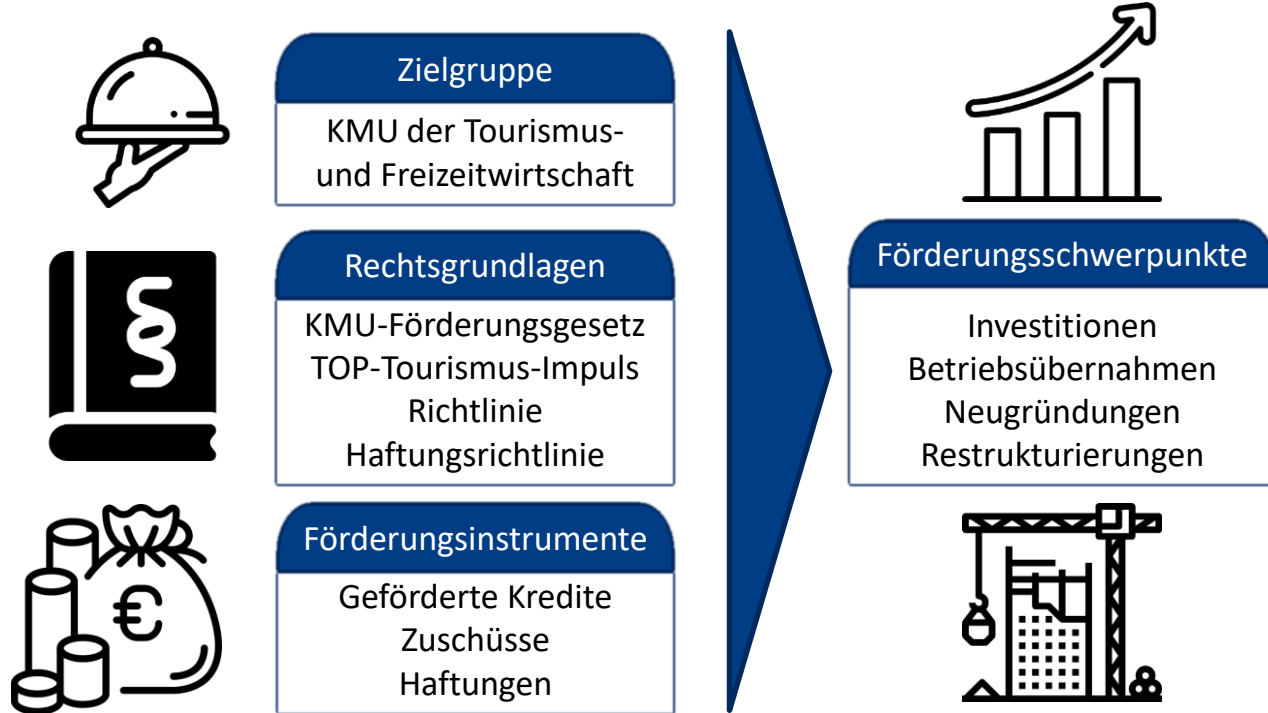 Zielgruppe
KMU der Tourismus-
und Freizeitwirtschaft
Rechtsgrundlagen
§
KMU-Förderungsgesetz
TOP-Tourismus-Impuls
Richtlinie
Haftungsrichtlinie
Förderungsinstrumente
€
Geförderte Kredite
Zuschüsse
Haftungen
Förderungsschwerpunkte
Investitionen
Betriebsübernahmen
Neugründungen
Restrukturierungen